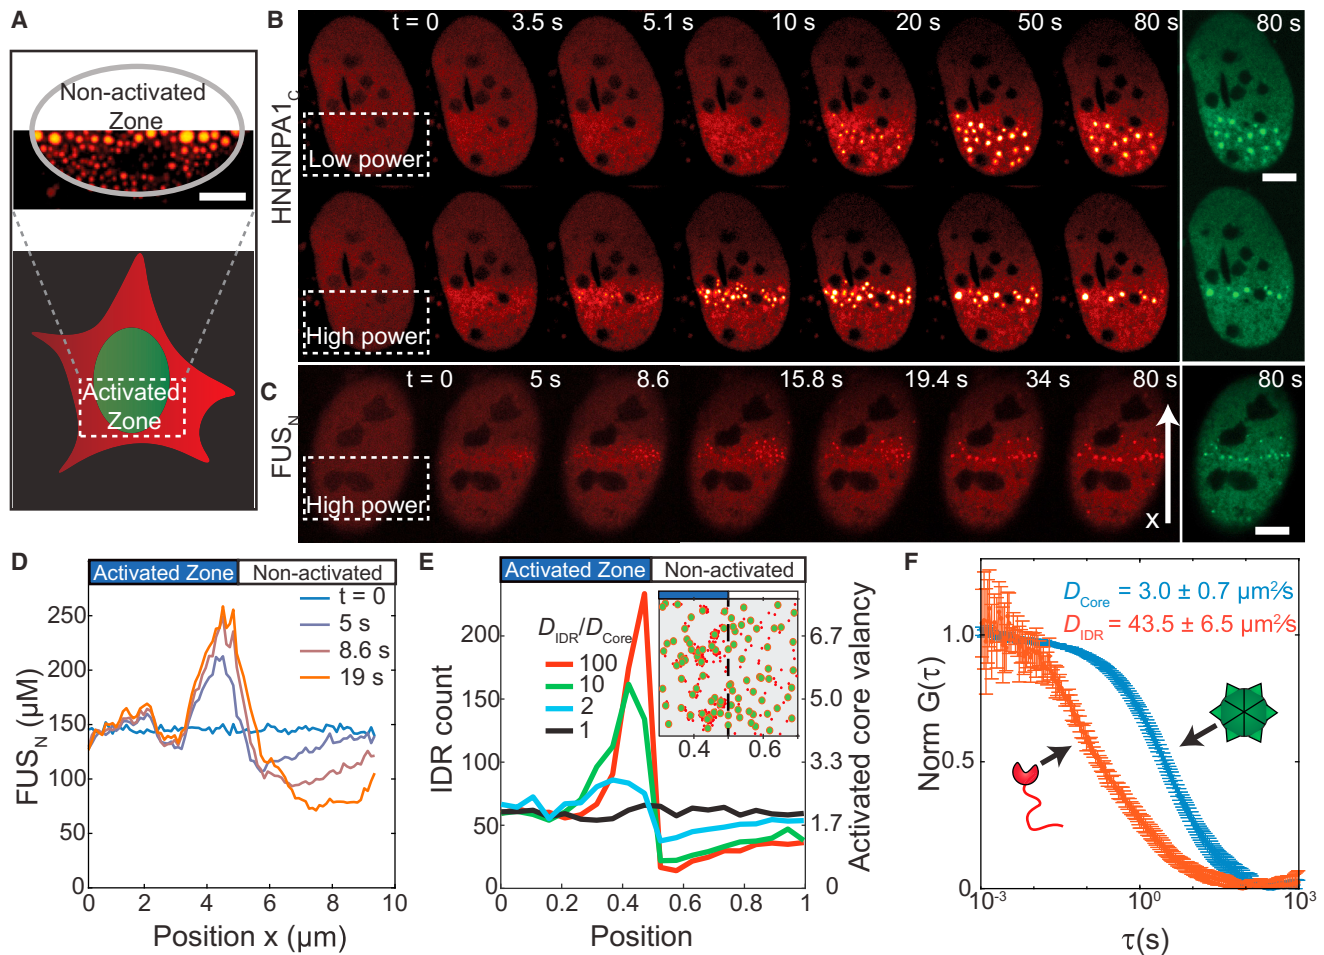 A
Non-activated
Zone
Activated
Zone
B
HNRNPA1C
t = 0 3.5 s 5.1 s 10 s 20 s 50 s 80 s 80 s
Low power
High power
C
FUSN
t = 0 5 s 8.6 15.8 s 19.4 s 34 s 80 s 80 s
High power
x
D
Activated Zone Non-activated
t = 0
5 s
8.6 s
19 s
FUSN (μM)
250
200
150
100
50
0
0 2 4 6 8 10
Position x (μm)
E
Activated Zone Non-activated
DIDR/DCore
100
10
2
1
IDR count
200
150
100
50
0
0 0.2 0.4 0.6 0.8 1
Position
0.4 0.6
Activated core valancy
6.7
5.0
3.3
1.7
0
F
DCore = 3.0 ± 0.7 μm²/s
DIDR = 43.5 ± 6.5 μm²/s
Norm G(τ)
1.0
0.5
0
10-3 100 103
τ(s)